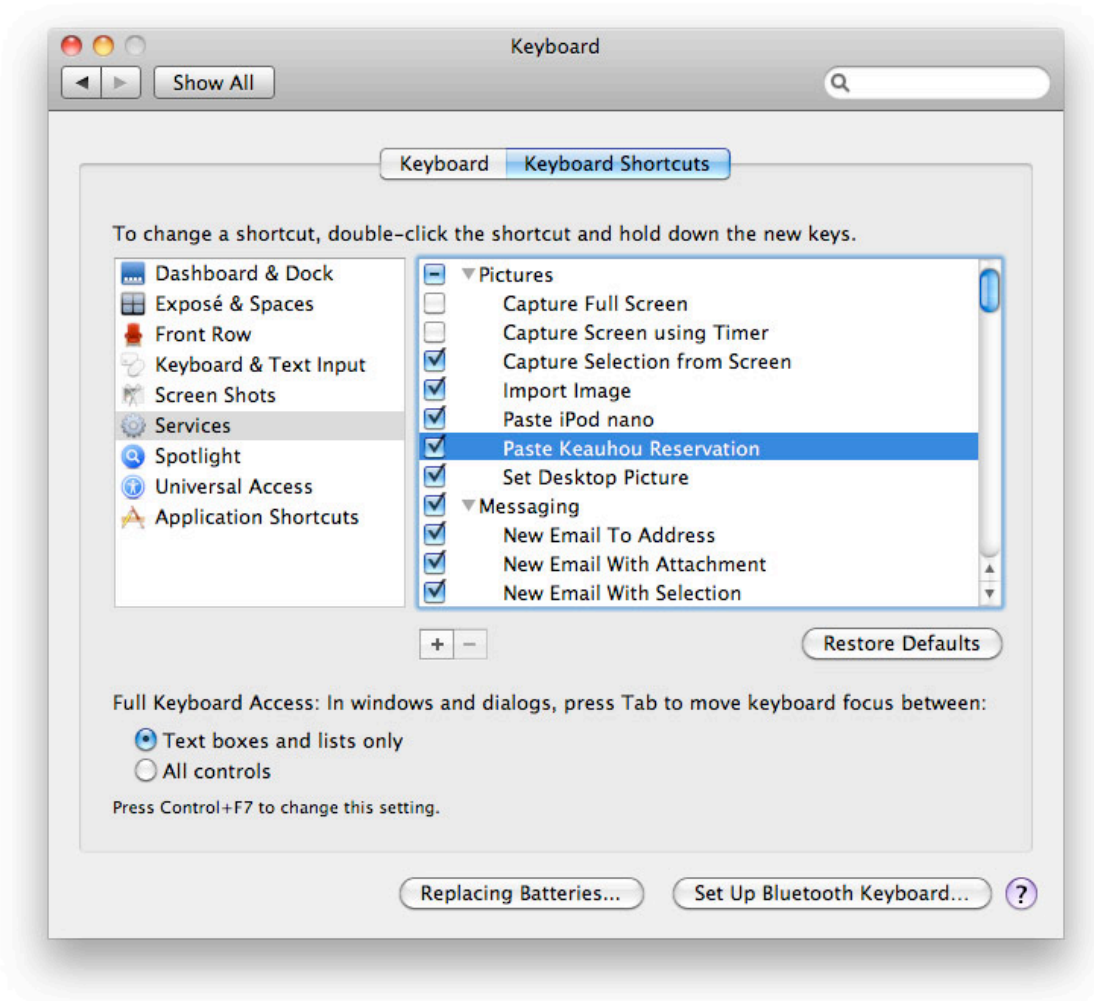 Keyboard
Show All
Keyboard
Keyboard Shortcuts
To change a shortcut, double-click the shortcut and hold down the new keys.
Dashboard & Dock
Exposé & Spaces
Front Row
Keyboard & Text Input
Screen Shots
Services
Spotlight
Universal Access
Application Shortcuts
Pictures
Capture Full Screen
Capture Screen using Timer
Capture Selection from Screen
Import Image
Paste iPod nano
Paste Keauhou Reservation
Set Desktop Picture
Messaging
New Email To Address
New Email With Attachment
New Email With Selection
+ −
Restore Defaults
Full Keyboard Access: In windows and dialogs, press Tab to move keyboard focus between:
Text boxes and lists only
All controls
Press Control+F7 to change this setting.
Replacing Batteries...
Set Up Bluetooth Keyboard...
?